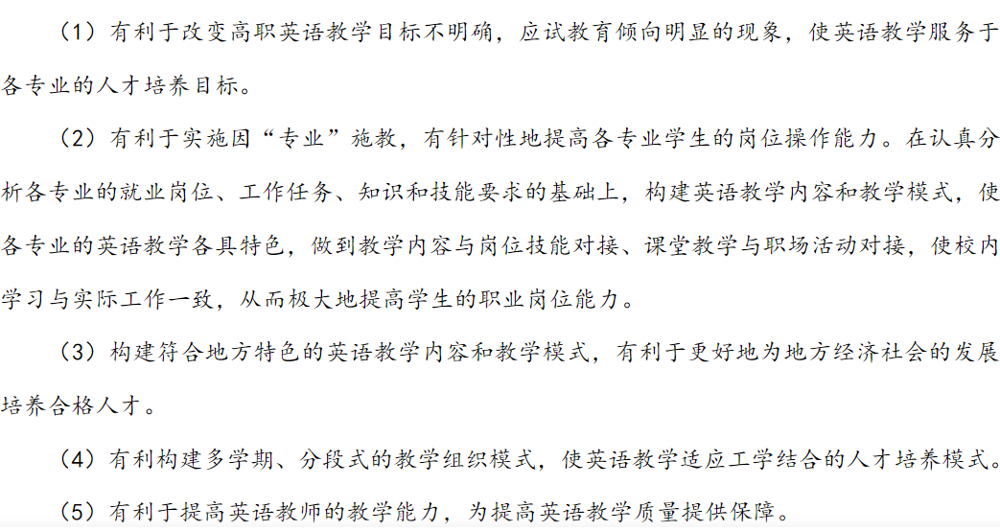 （1）有利于改变高职英语教学目标不明确，应试教育倾向明显的现象，使英语教学服务于
各专业的人才培养目标。
（2）有利于实施因“专业”施教，有针对性地提高各专业学生的岗位操作能力。在认真分
析各专业的就业岗位、工作任务、知识和技能要求的基础上，构建英语教学内容和教学模式，使
各专业的英语教学各具特色，做到教学内容与岗位技能对接、课堂教学与职场活动对接，使校内
学习与实际工作一致，从而极大地提高学生的职业岗位能力。
（3）构建符合地方特色的英语教学内容和教学模式，有利于更好地为地方经济社会的发展
培养合格人才。
（4）有利构建多学期、分段式的教学组织模式，使英语教学适应工学结合的人才培养模式。
（5）有利于提高英语教师的教学能力，为提高英语教学质量提供保障。